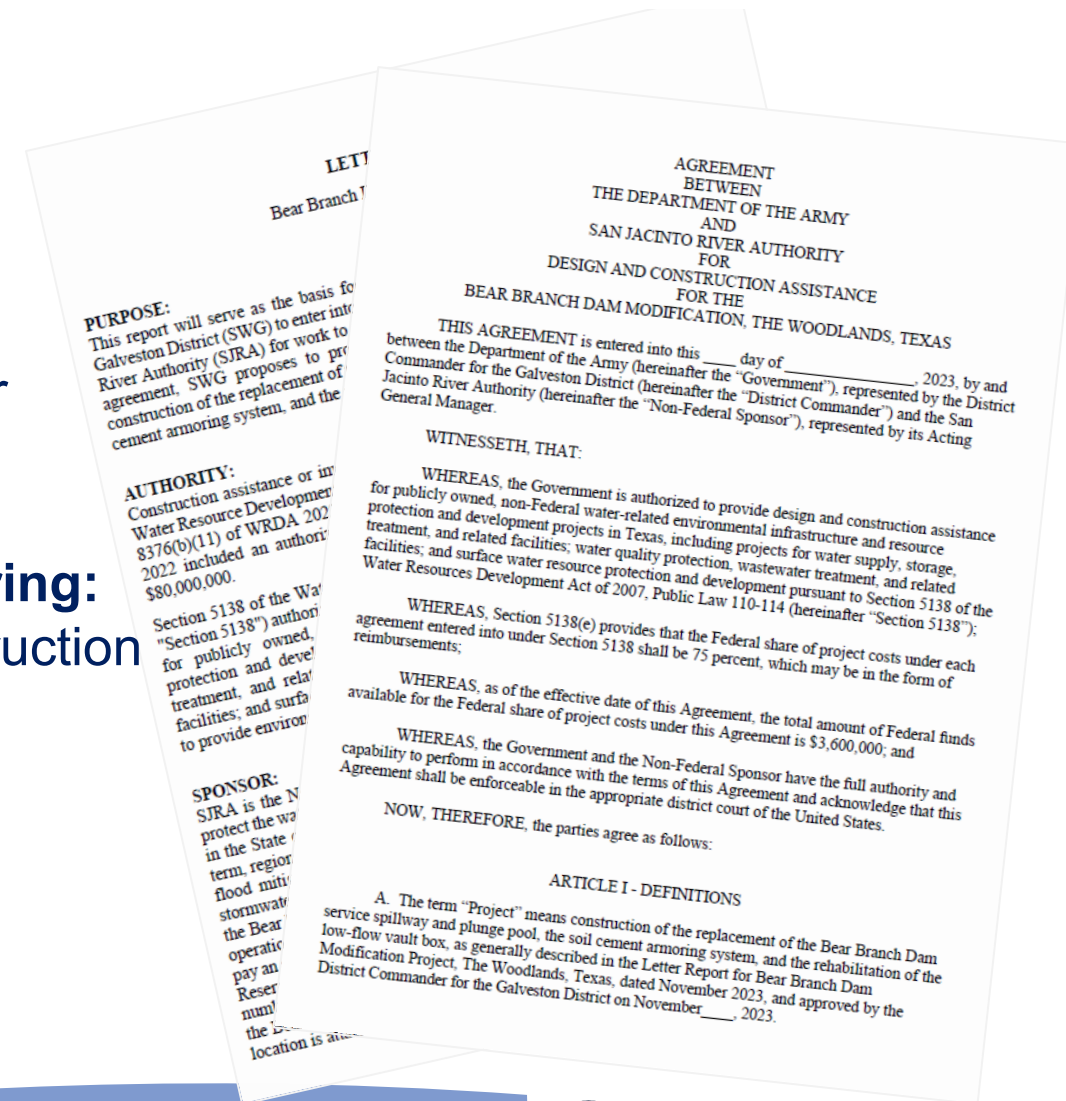 ring:
uction
LETT
Bear Branch
PURPOSE:
This report will serve as the basis fo
Galveston District (SWG) to enter into
River Authority (SJRA) for work to
agreement, SWG proposes to pro
construction of the replacement of
cement armoring system, and the
AUTHORITY:
Construction assistance or im
Water Resource Developmen
8376(b)(11) of WRDA 202
2022 included an authoriz
$80,000,000.
Section 5138 of the Wat
"Section 5138") authori
for publicly owned,
protection and devel
treatment, and relat
facilities; and surfa
to provide environ
SPONSOR:
SJRA is the N
protect the wa
in the State
term, region
flood miti
stormwate
the Bear
operatio
pay an
Reser
numb
the
location is
AGREEMENT
BETWEEN
THE DEPARTMENT OF THE ARMY
AND
SAN JACINTO RIVER AUTHORITY
FOR
DESIGN AND CONSTRUCTION ASSISTANCE
FOR THE
BEAR BRANCH DAM MODIFICATION, THE WOODLANDS, TEXAS
THIS AGREEMENT is entered into this ____ day of ________________, 2023, by and
between the Department of the Army (hereinafter the “Government”), represented by the District
Commander for the Galveston District (hereinafter the “District Commander”) and the San
Jacinto River Authority (hereinafter the “Non-Federal Sponsor”), represented by its Acting
General Manager.
WITNESSETH, THAT:
WHEREAS, the Government is authorized to provide design and construction assistance
for publicly owned, non-Federal water-related environmental infrastructure and resource
protection and development projects in Texas, including projects for water supply, storage,
treatment, and related facilities; water quality protection, wastewater treatment, and related
facilities; and surface water resource protection and development pursuant to Section 5138 of the
Water Resources Development Act of 2007, Public Law 110-114 (hereinafter “Section 5138”);
WHEREAS, Section 5138(e) provides that the Federal share of project costs under each
agreement entered into under Section 5138 shall be 75 percent, which may be in the form of
reimbursements;
WHEREAS, as of the effective date of this Agreement, the total amount of Federal funds
available for the Federal share of project costs under this Agreement is $3,600,000; and
WHEREAS, the Government and the Non-Federal Sponsor have the full authority and
capability to perform in accordance with the terms of this Agreement and acknowledge that this
Agreement shall be enforceable in the appropriate district court of the United States.
NOW, THEREFORE, the parties agree as follows:
ARTICLE I - DEFINITIONS
A. The term “Project” means construction of the replacement of the Bear Branch Dam
service spillway and plunge pool, the soil cement armoring system, and the rehabilitation of the
low-flow vault box, as generally described in the Letter Report for Bear Branch Dam
Modification Project, The Woodlands, Texas, dated November 2023, and approved by the
District Commander for the Galveston District on November____, 2023.